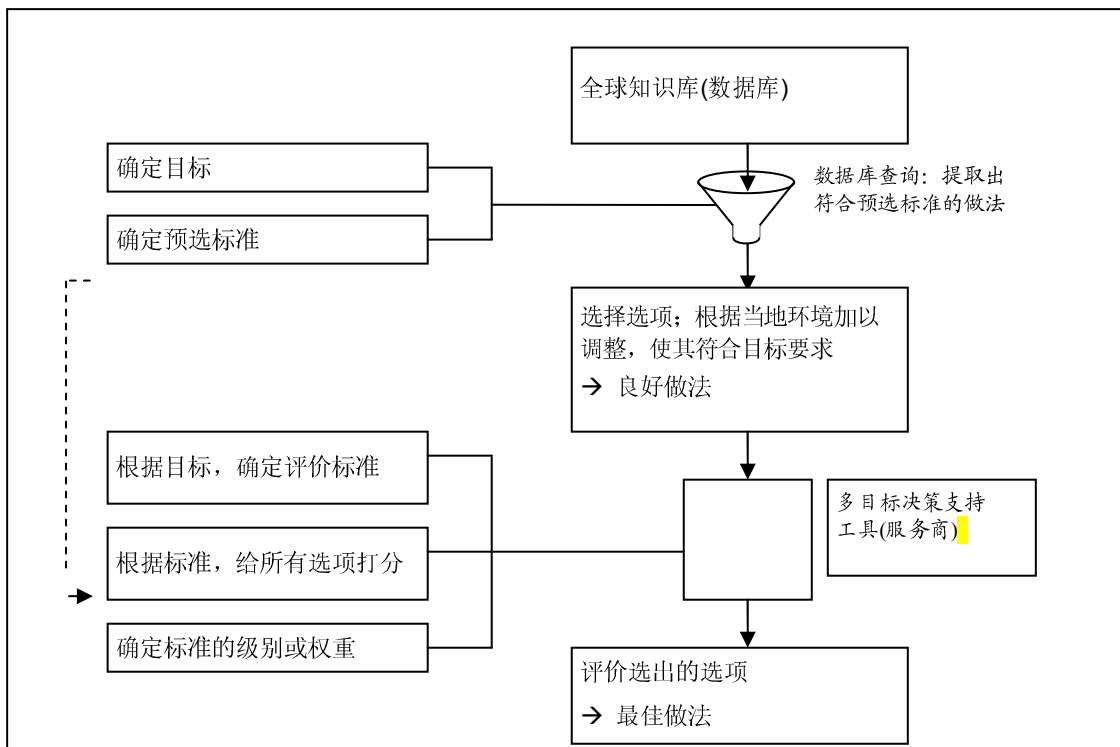 全球知识库(数据库)
确定目标
确定预选标准
数据库查询：提取出
符合预选标准的做法
选择选项；根据当地环境加以
调整，使其符合目标要求
→ 良好做法
根据目标，确定评价标准
根据标准，给所有选项打分
确定标准的级别或权重
多目标决策支持
工具(服务商)
评价选出的选项
→ 最佳做法